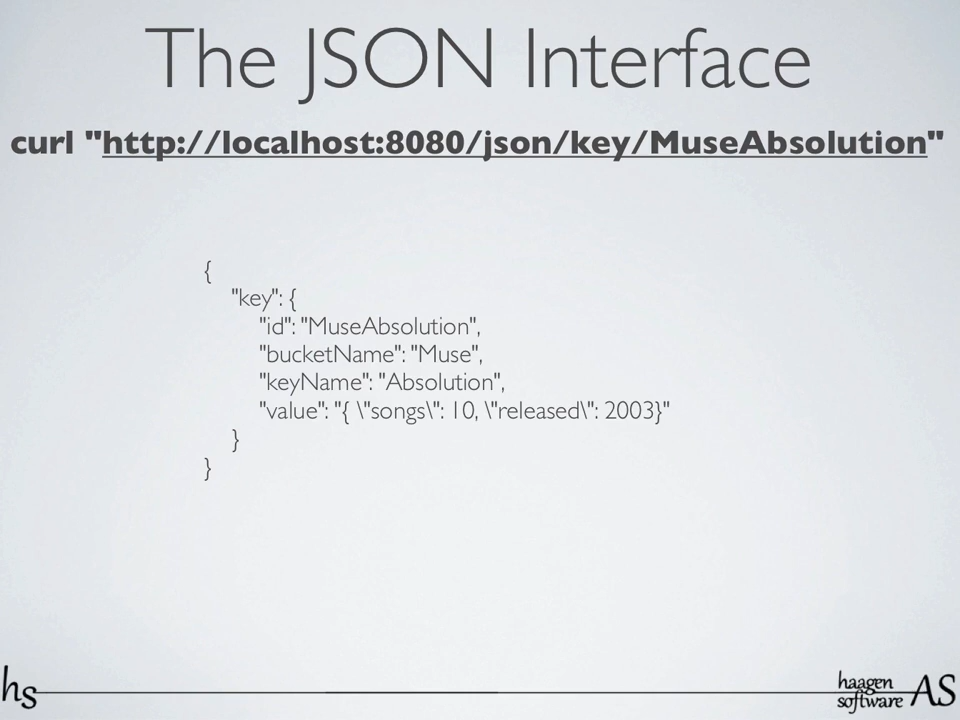 The JSON Interface
curl "http://localhost:8080/json/key/MuseAbsolution"
{
"key": {
"id": "MuseAbsolution",
"bucketName": "Muse",
"keyName": "Absolution",
"value": "{ \"songs\": 10, \"released\": 2003}"
}
}
hs
haagen
software AS